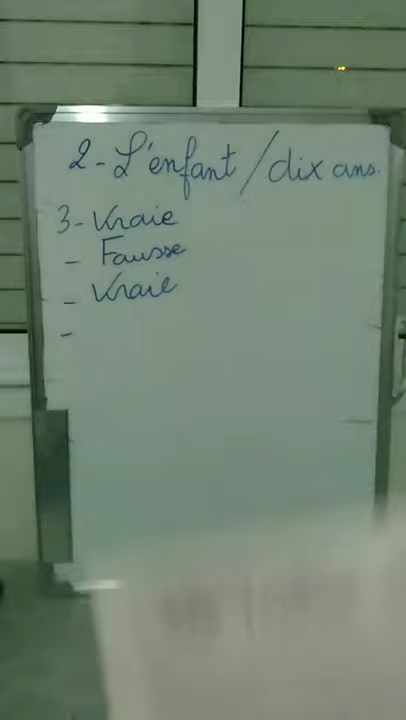 2 - L'enfant / dix ans.
3 - Vraie
- Fausse
- Vraie
-